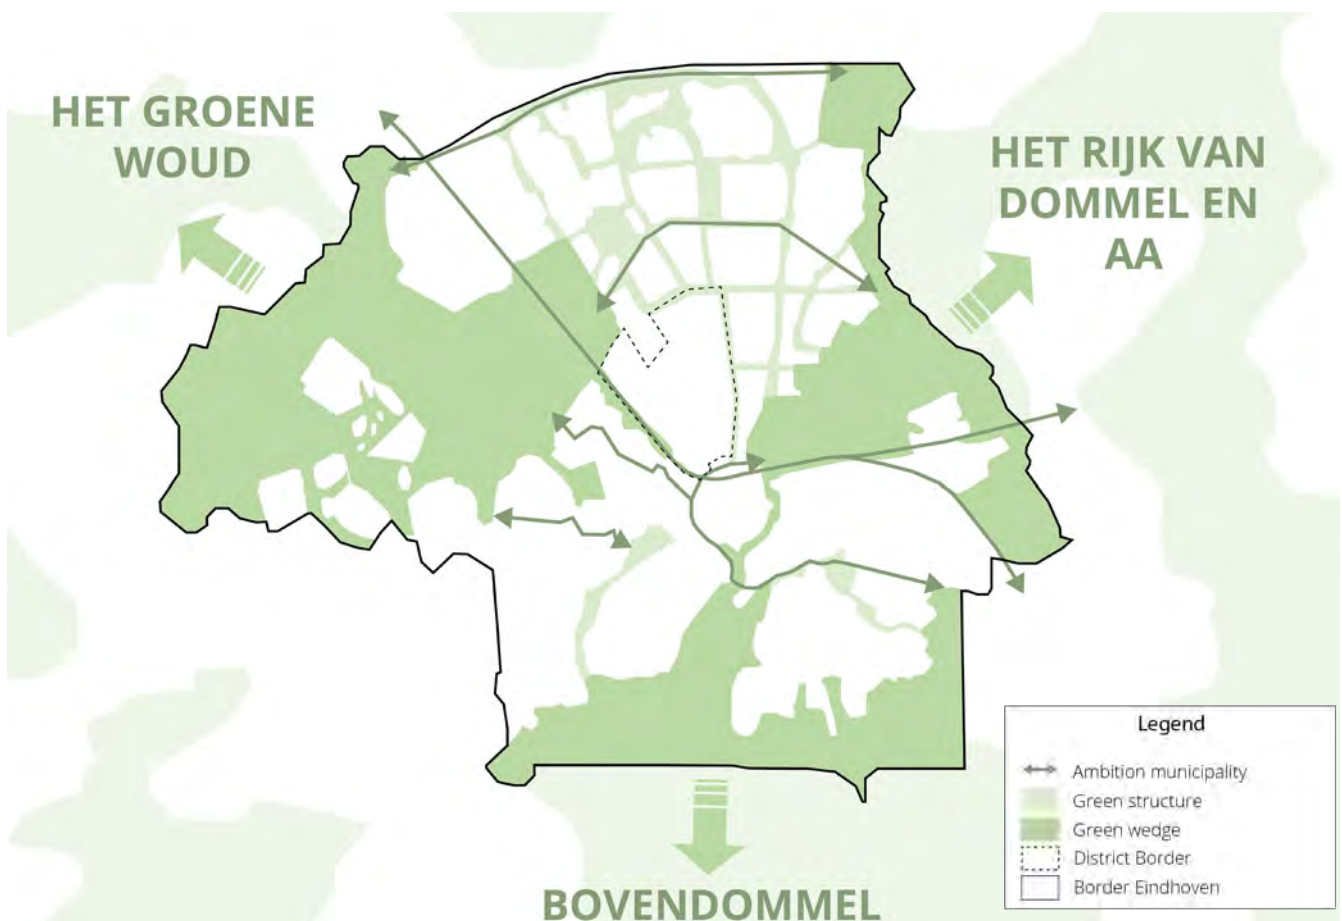 HET GROENE
WOUD
HET RIJK VAN
DOMMEL EN
AA
BOVENDOMMEL
Legend
Ambition municipality
Green structure
Green wedge
District Border
Border Eindhoven